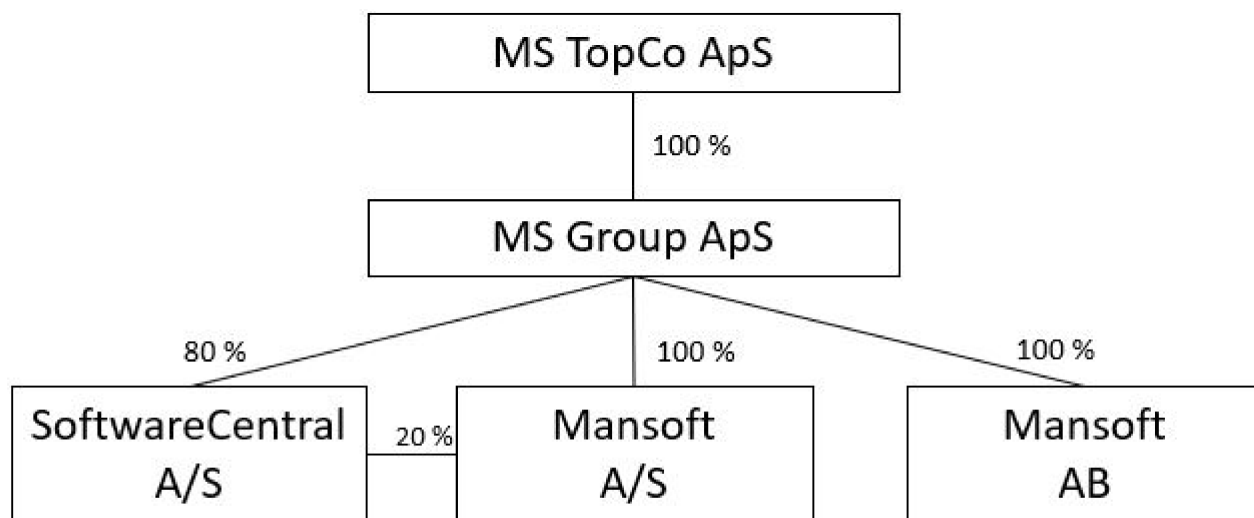 MS TopCo ApS
100 %
MS Group ApS
80 %
100 %
100 %
SoftwareCentral
A/S
20 %
Mansoft
A/S
Mansoft
AB